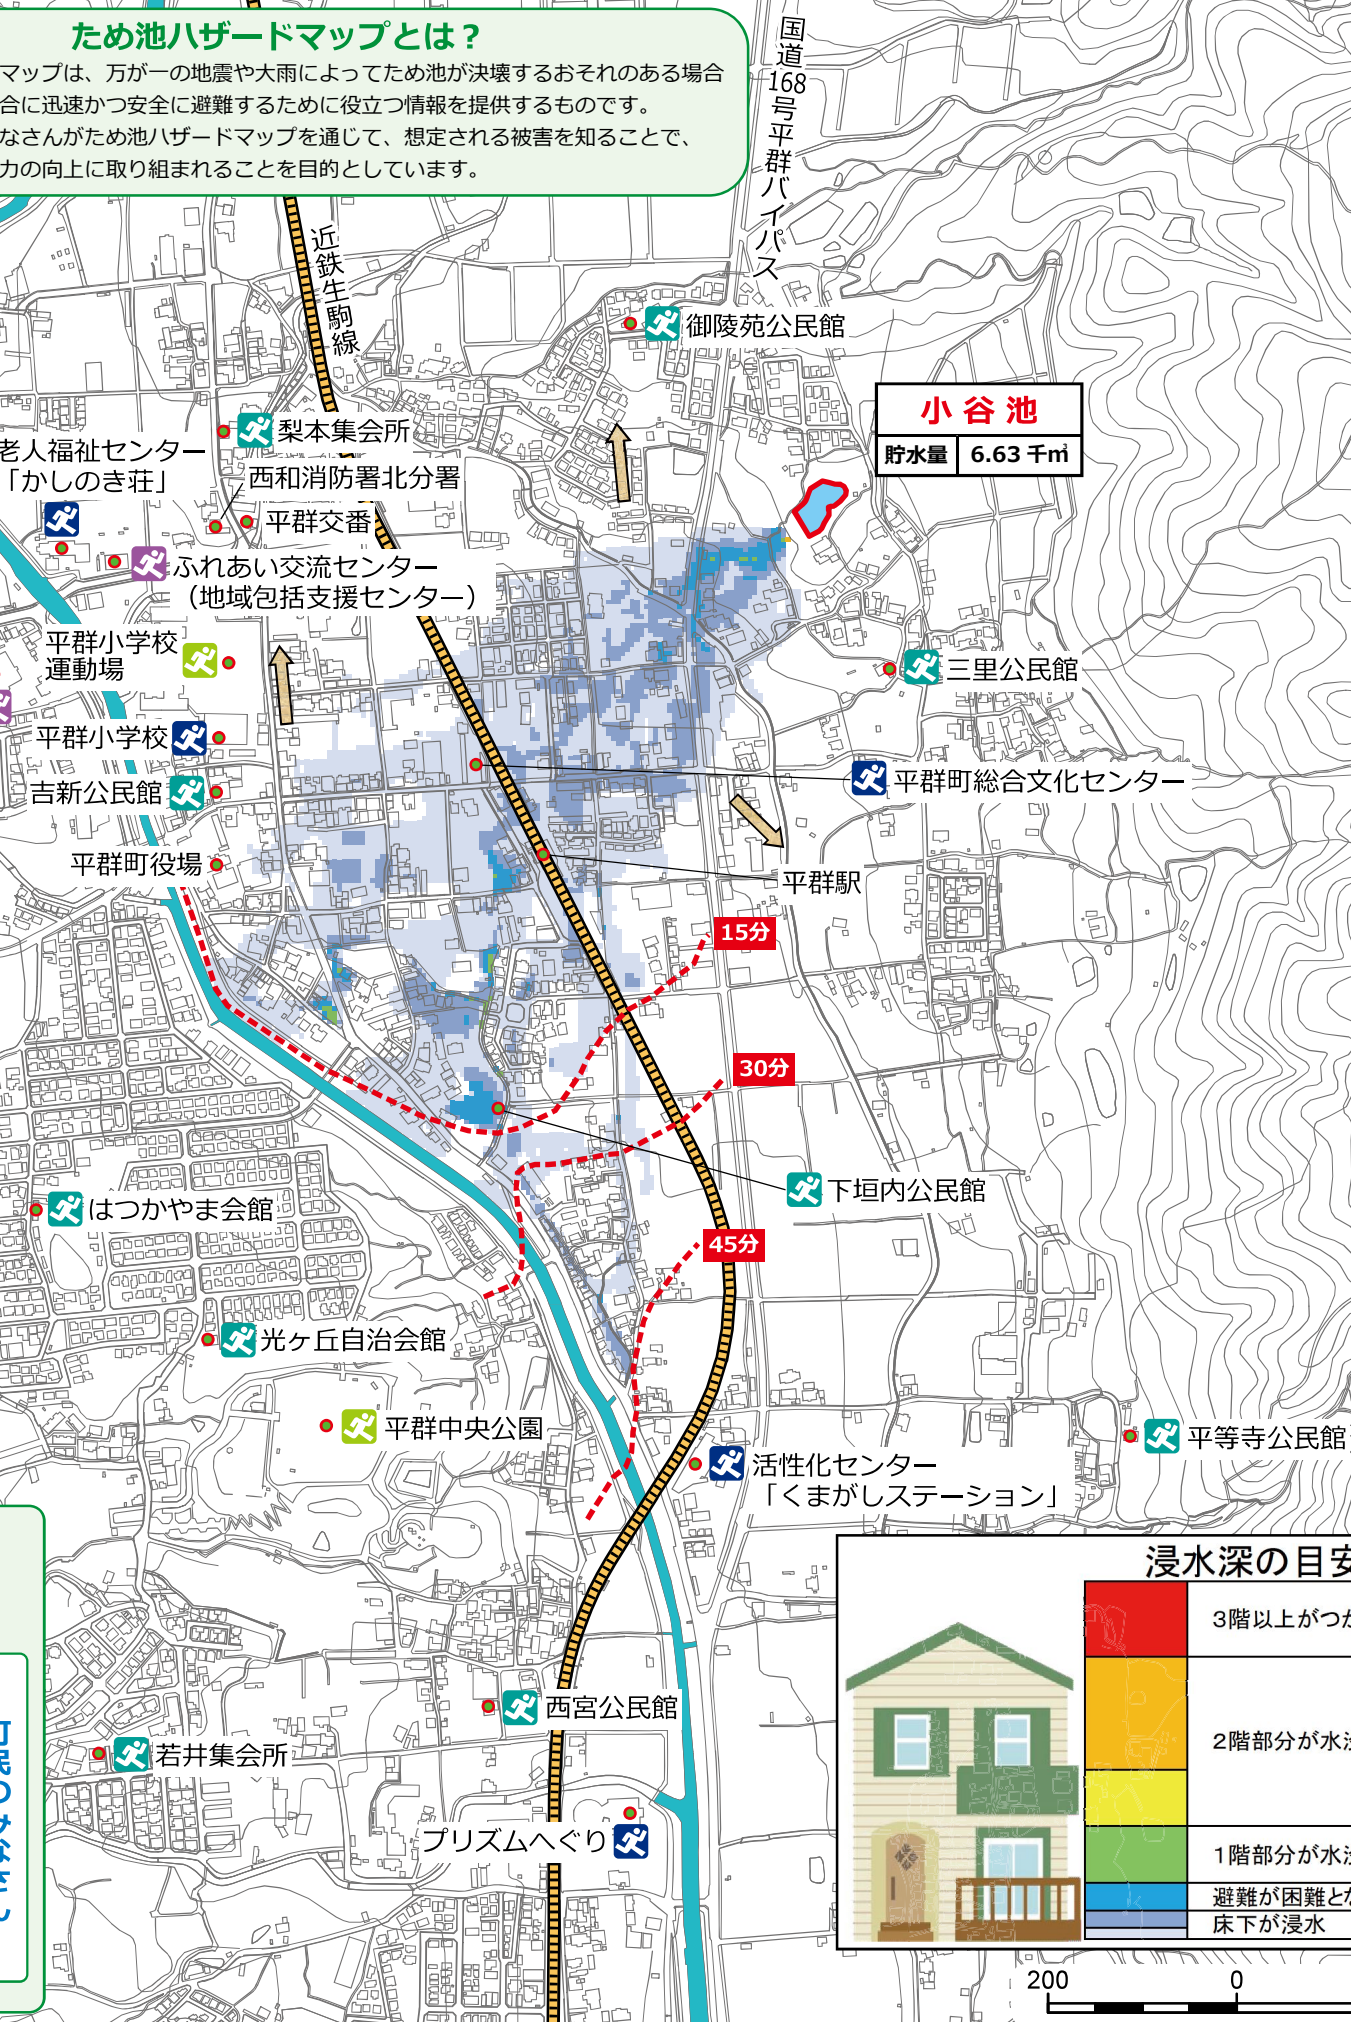 ため池ハザードマップとは？
マップは、万が一の地震や大雨によってため池が決壊するおそれのある場合
合に迅速かつ安全に避難するために役立つ情報を提供するものです。
なさんがため池ハザードマップを通じて、想定される被害を知ることで、
力の向上に取り組まれることを目的としています。
国道168号平群バイパス
近鉄生駒線
御陵苑公民館
小谷池
貯水量 6.63 千㎥
梨本集会所
老人福祉センター
「かしのき荘」
西和消防署北分署
平群交番
ふれあい交流センター
（地域包括支援センター）
平群小学校
運動場
三里公民館
平群小学校
平群町総合文化センター
吉新公民館
平群町役場
平群駅
15分
30分
下垣内公民館
はつかやま会館
45分
光ヶ丘自治会館
平群中央公園
平等寺公民館
活性化センター
「くまがしステーション」
浸水深の目安
3階以上がつか
2階部分が水没
1階部分が水没
避難が困難とな
床下が浸水
西宮公民館
若井集会所
プリズムへぐり
町民のみなさん
200 0